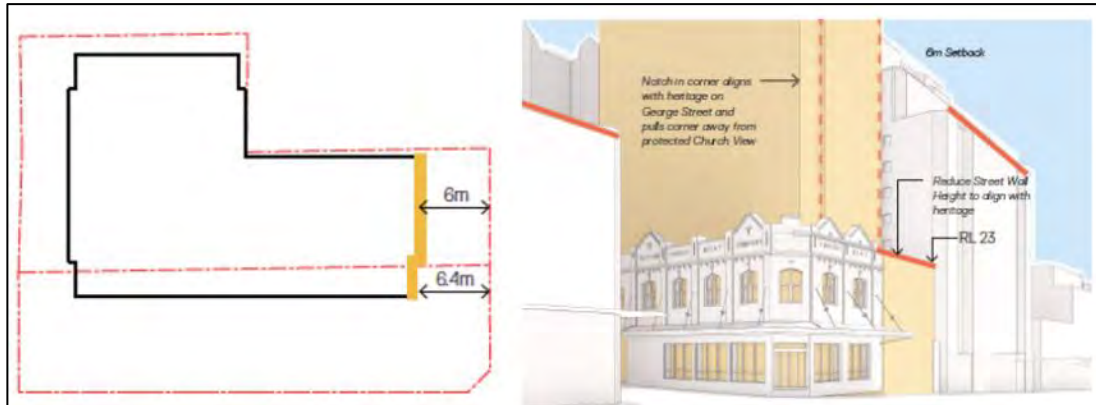 6m
6.4m
6m Setback
Notch in corner aligns
with heritage on
George Street and
pulls corner away from
protected Church View
Reduce Street Wall
Height to align with
heritage
RL 23